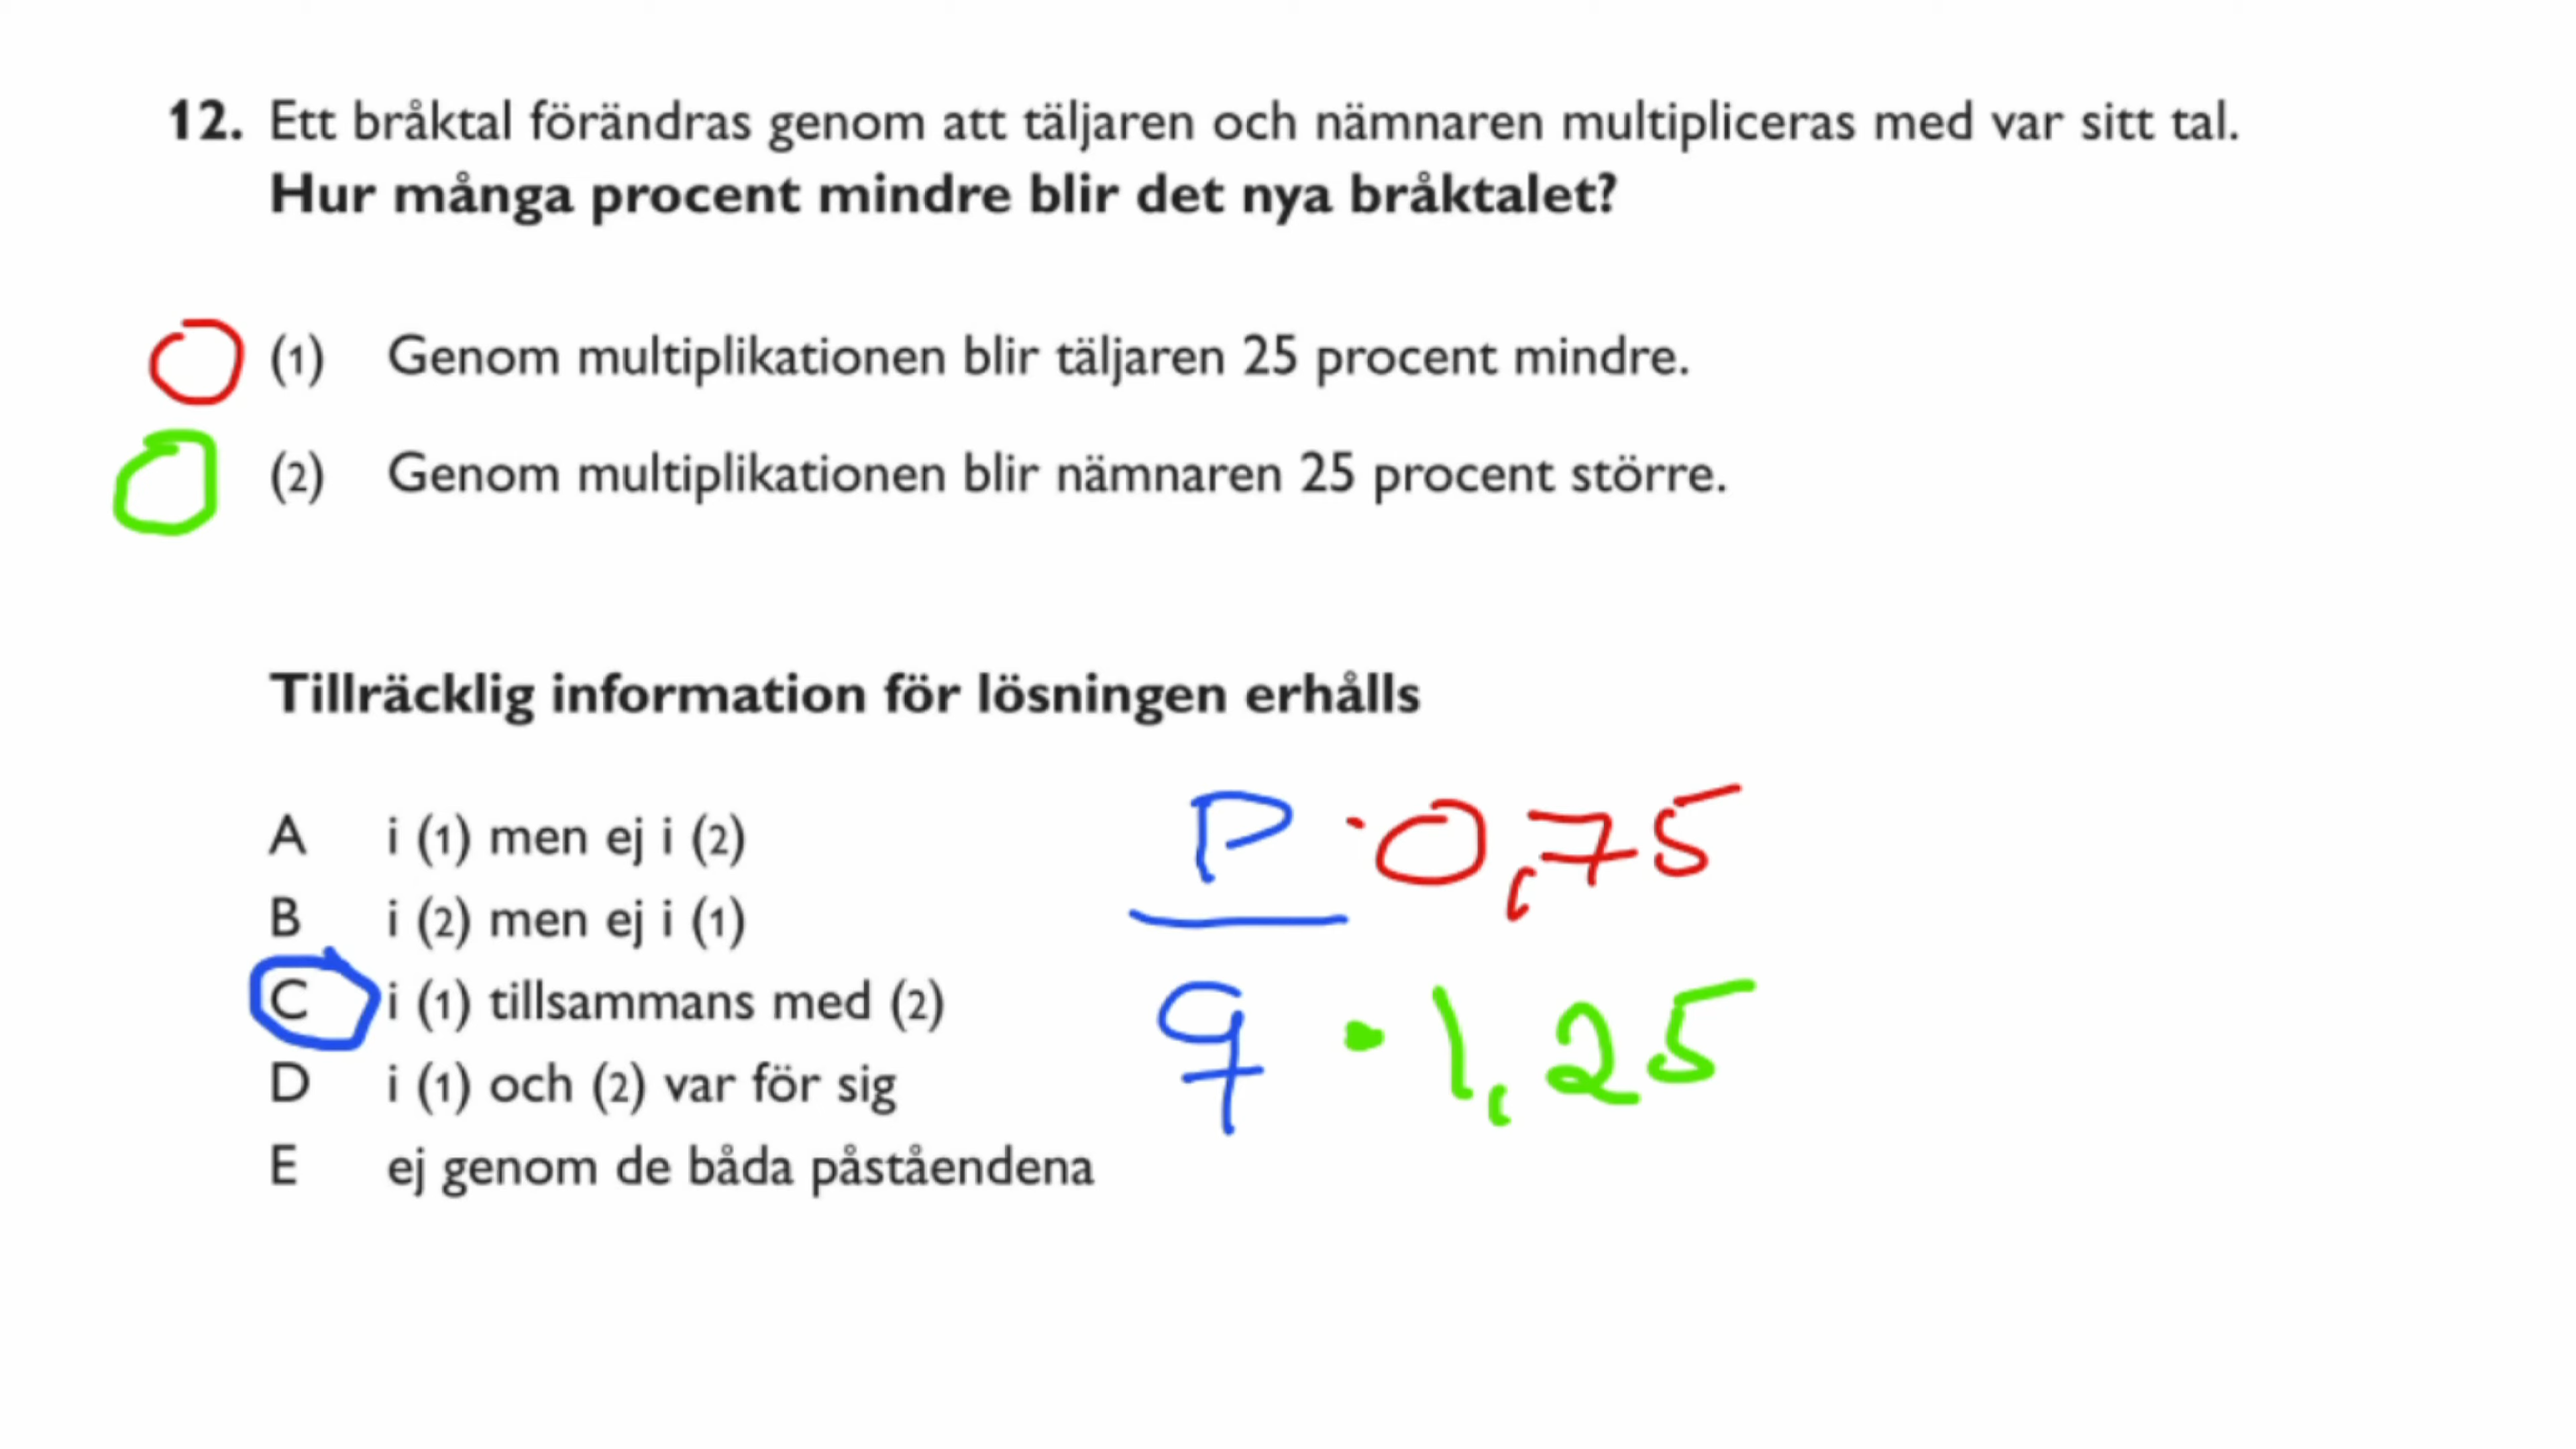 12. Ett bråktal förändras genom att täljaren och nämnaren multipliceras med var sitt tal.
Hur många procent mindre blir det nya bråktalet?
(1) Genom multiplikationen blir täljaren 25 procent mindre.
(2) Genom multiplikationen blir nämnaren 25 procent större.
Tillräcklig information för lösningen erhålls
A i (1) men ej i (2)
B i (2) men ej i (1)
C i (1) tillsammans med (2)
D i (1) och (2) var för sig
E ej genom de båda påståendena
P · 0,75
q · 1,25